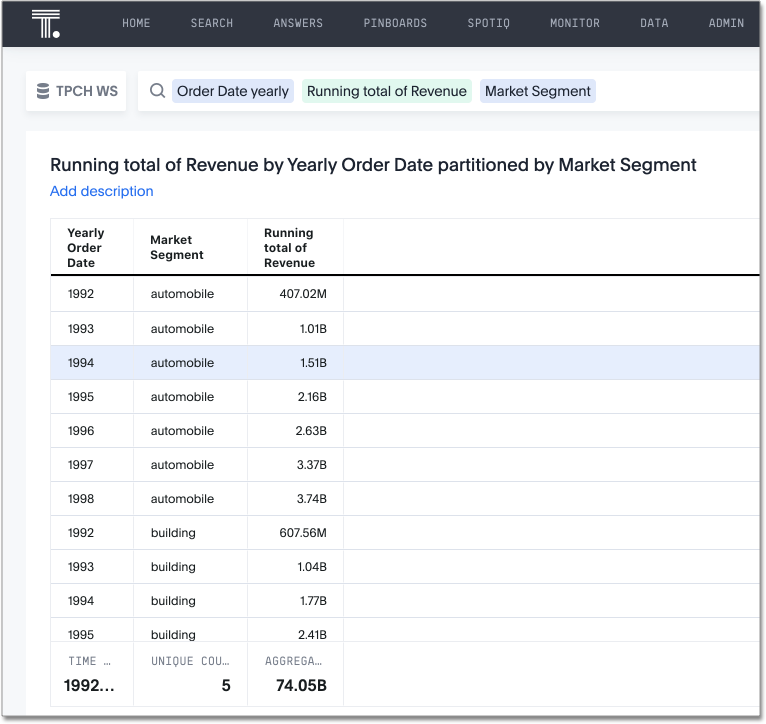 T.
HOME SEARCH ANSWERS PINBOARDS SPOTIQ MONITOR DATA ADMIN
TPCH WS Order Date yearly Running total of Revenue Market Segment
Running total of Revenue by Yearly Order Date partitioned by Market Segment
Add description
Yearly Order Date Market Segment Running total of Revenue
1992 automobile 407.02M
1993 automobile 1.01B
1994 automobile 1.51B
1995 automobile 2.16B
1996 automobile 2.63B
1997 automobile 3.37B
1998 automobile 3.74B
1992 building 607.56M
1993 building 1.04B
1994 building 1.77B
1995 building 2.41B
TIME … UNIQUE COU… AGGREGA…
1992… 5 74.05B